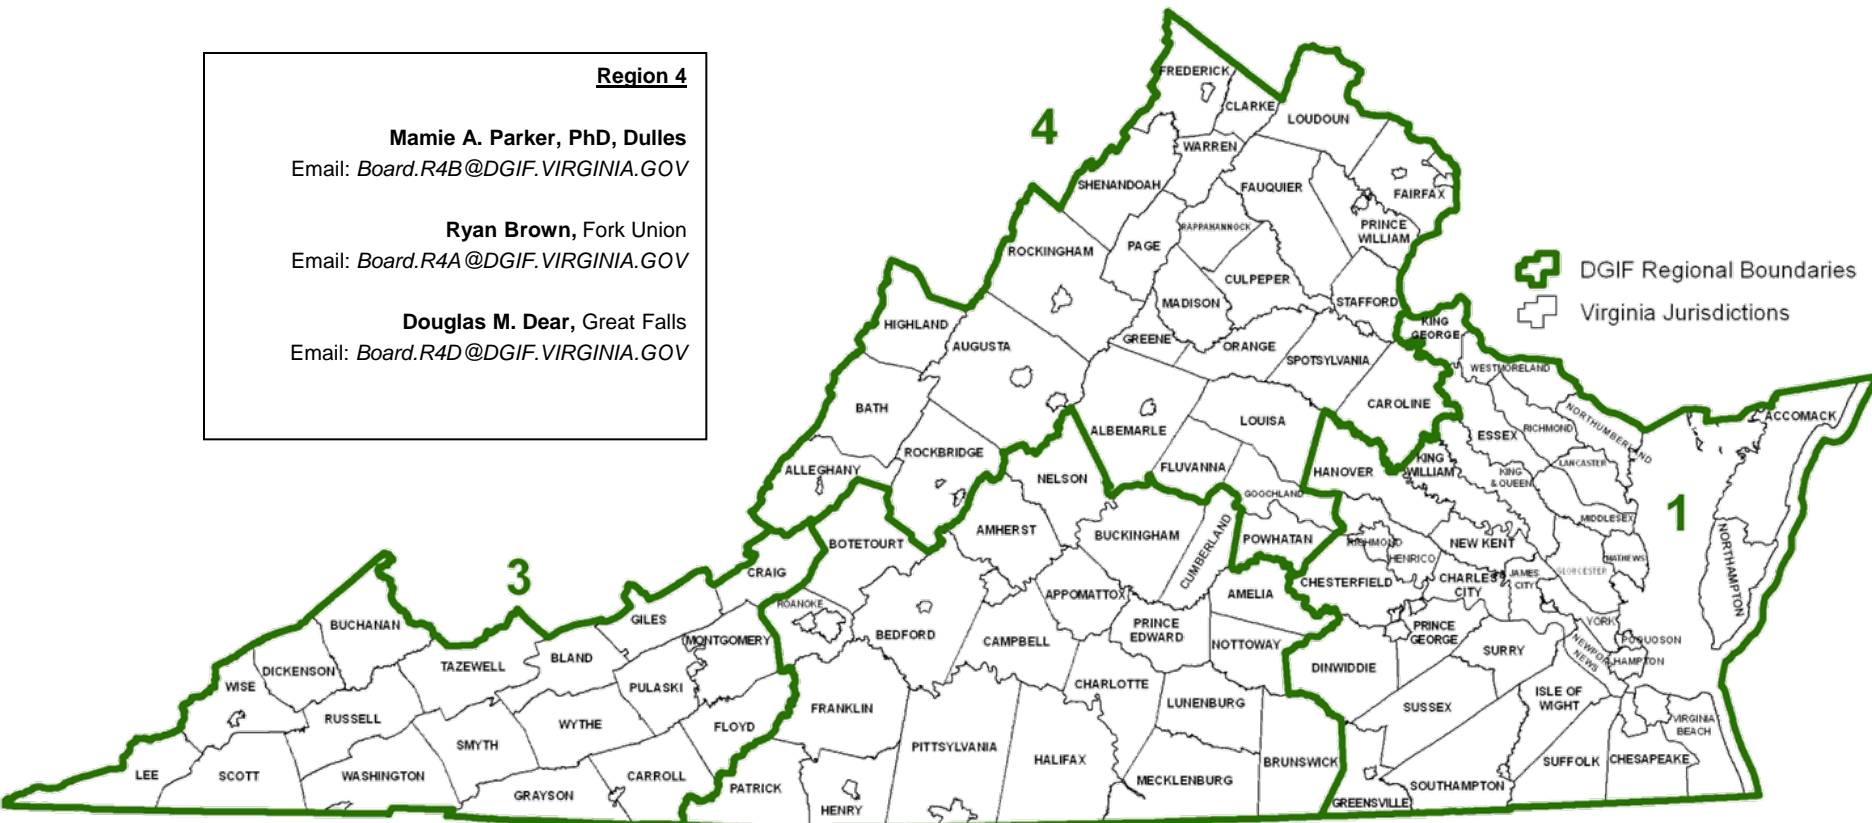 Region 4
Mamie A. Parker, PhD, Dulles
Email: Board.R4B@DGIF.VIRGINIA.GOV
Ryan Brown, Fork Union
Email: Board.R4A@DGIF.VIRGINIA.GOV
Douglas M. Dear, Great Falls
Email: Board.R4D@DGIF.VIRGINIA.GOV
4
FREDERICK
CLARKE
LOUDOUN
WARREN
SHENANDOAH
FAUQUIER
FAIRFAX
RAPPAHANNOCK
PRINCE
WILLIAM
ROCKINGHAM
PAGE
CULPEPER
MADISON
STAFFORD
DGIF Regional Boundaries
Virginia Jurisdictions
HIGHLAND
AUGUSTA
GREENE
ORANGE
SPOTSYLVANIA
KING
GEORGE
WESTMORELAND
BATH
ALBEMARLE
LOUISA
CAROLINE
ESSEX
RICHMOND
NORTHUMBERLAND
ACCOMACK
ALLEGHANY
ROCKBRIDGE
NELSON
FLUVANNA
HANOVER
KING
WILLIAM
KING
& QUEEN
LANCASTER
GOOCHLAND
1
AMHERST
BUCKINGHAM
CUMBERLAND
POWHATAN
RICHMOND
HENRICO
NEW KENT
MIDDLESEX
MATHEWS
NORTHAMPTON
3
BOTETOURT
CRAIG
CHESTERFIELD
CHARLES
CITY
JAMES
CITY
GLOUCESTER
BUCHANAN
GILES
ROANOKE
BEDFORD
APPOMATTOX
AMELIA
PRINCE
EDWARD
NOTTOWAY
PRINCE
GEORGE
SURRY
YORK
POQUOSON
NEWPORT
NEWS
HAMPTON
DICKENSON
TAZEWELL
BLAND
MONTGOMERY
CAMPBELL
DINWIDDIE
WISE
RUSSELL
PULASKI
FRANKLIN
CHARLOTTE
LUNENBURG
SUSSEX
ISLE OF
WIGHT
VIRGINIA
BEACH
SMYTH
WYTHE
FLOYD
PITTSYLVANIA
HALIFAX
BRUNSWICK
SUFFOLK
CHESAPEAKE
LEE
SCOTT
WASHINGTON
GRAYSON
CARROLL
PATRICK
HENRY
MECKLENBURG
SOUTHAMPTON
GREENSVILLE